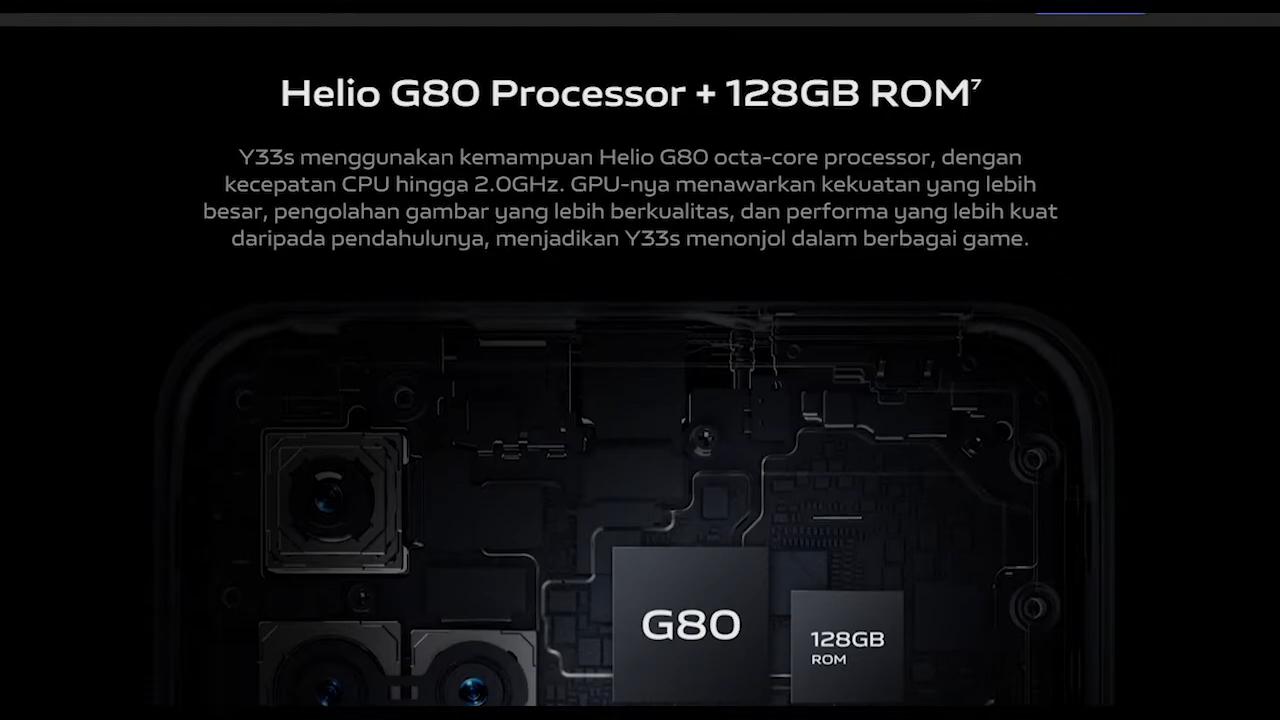 Helio G80 Processor + 128GB ROM⁷
Y33s menggunakan kemampuan Helio G80 octa-core processor, dengan
kecepatan CPU hingga 2.0GHz. GPU-nya menawarkan kekuatan yang lebih
besar, pengolahan gambar yang lebih berkualitas, dan performa yang lebih kuat
daripada pendahulunya, menjadikan Y33s menonjol dalam berbagai game.
G80
128GB
ROM